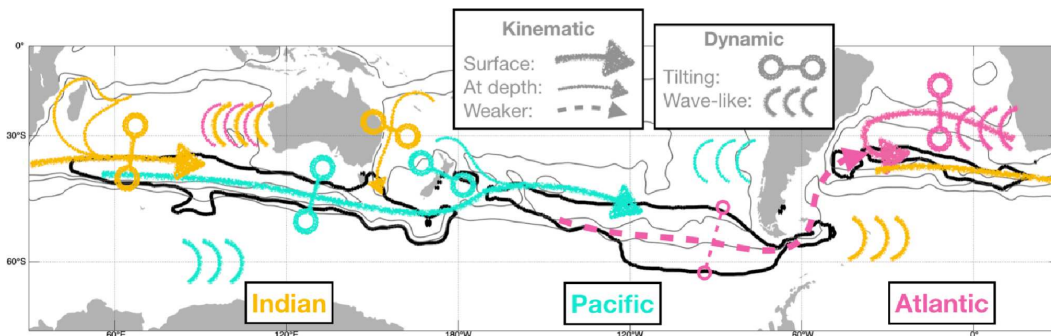 Kinematic
Surface:
At depth:
Weaker:
Dynamic
Tilting:
Wave-like:
0°
30°S
60°S
Indian
Pacific
Atlantic
60°E
120°E
180°W
120°W
60°W